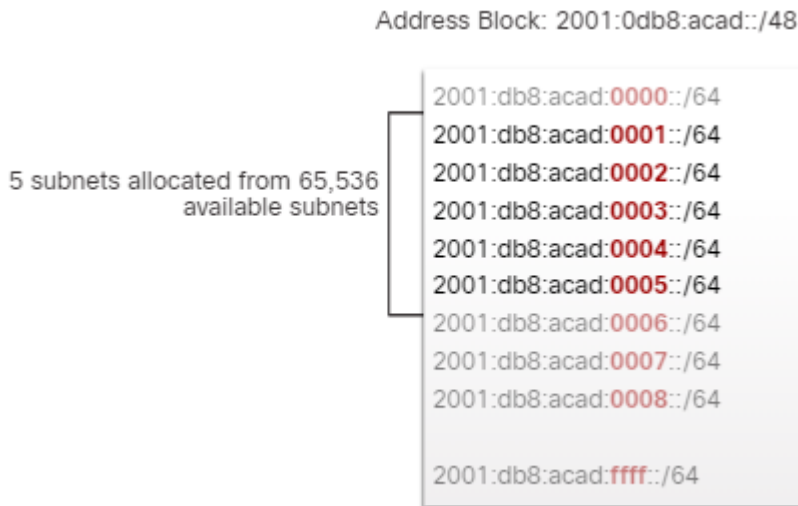 Address Block: 2001:0db8:acad::/48
2001:db8:acad:0000::/64
2001:db8:acad:0001::/64
2001:db8:acad:0002::/64
2001:db8:acad:0003::/64
2001:db8:acad:0004::/64
2001:db8:acad:0005::/64
2001:db8:acad:0006::/64
2001:db8:acad:0007::/64
2001:db8:acad:0008::/64
2001:db8:acad:ffff::/64
5 subnets allocated from 65,536
available subnets